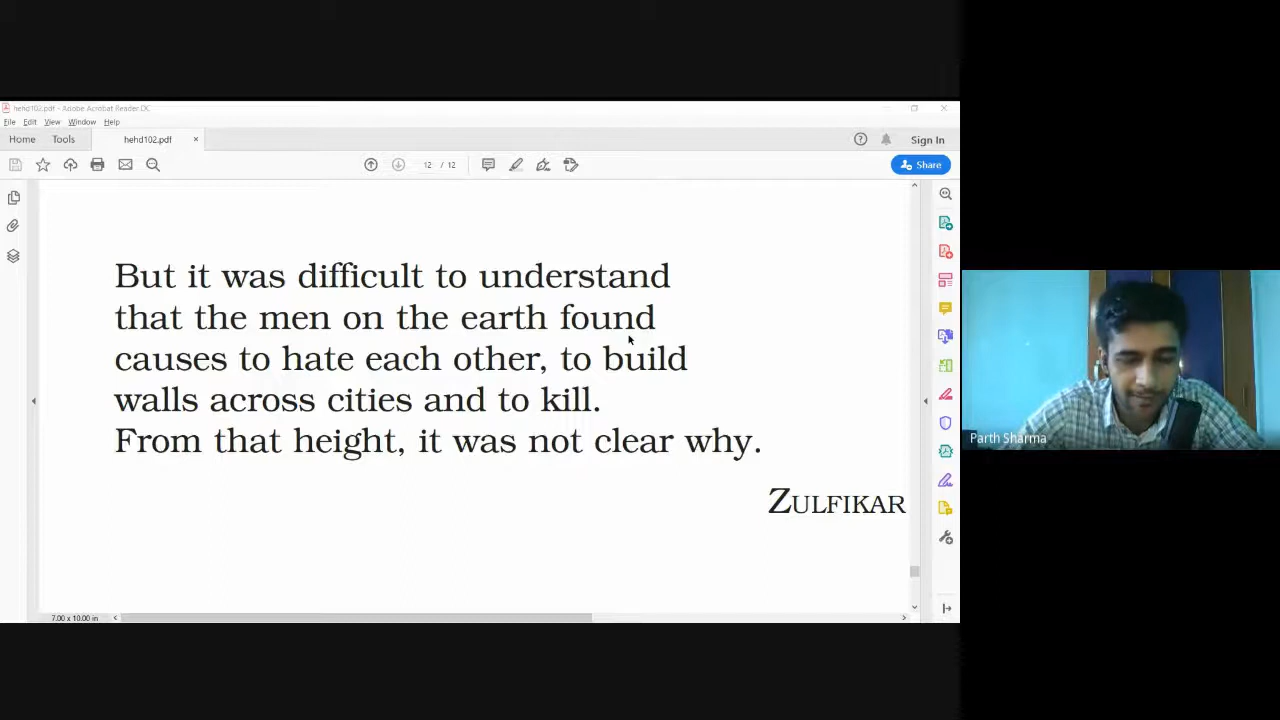 hehd102.pdf - Adobe Acrobat Reader DC
File Edit View Window Help
Home Tools hehd102.pdf × Sign In
12 / 12 Share
But it was difficult to understand
that the men on the earth found
causes to hate each other, to build
walls across cities and to kill.
From that height, it was not clear why.
ZULFIKAR
7.00 x 10.00 in
Parth Sharma